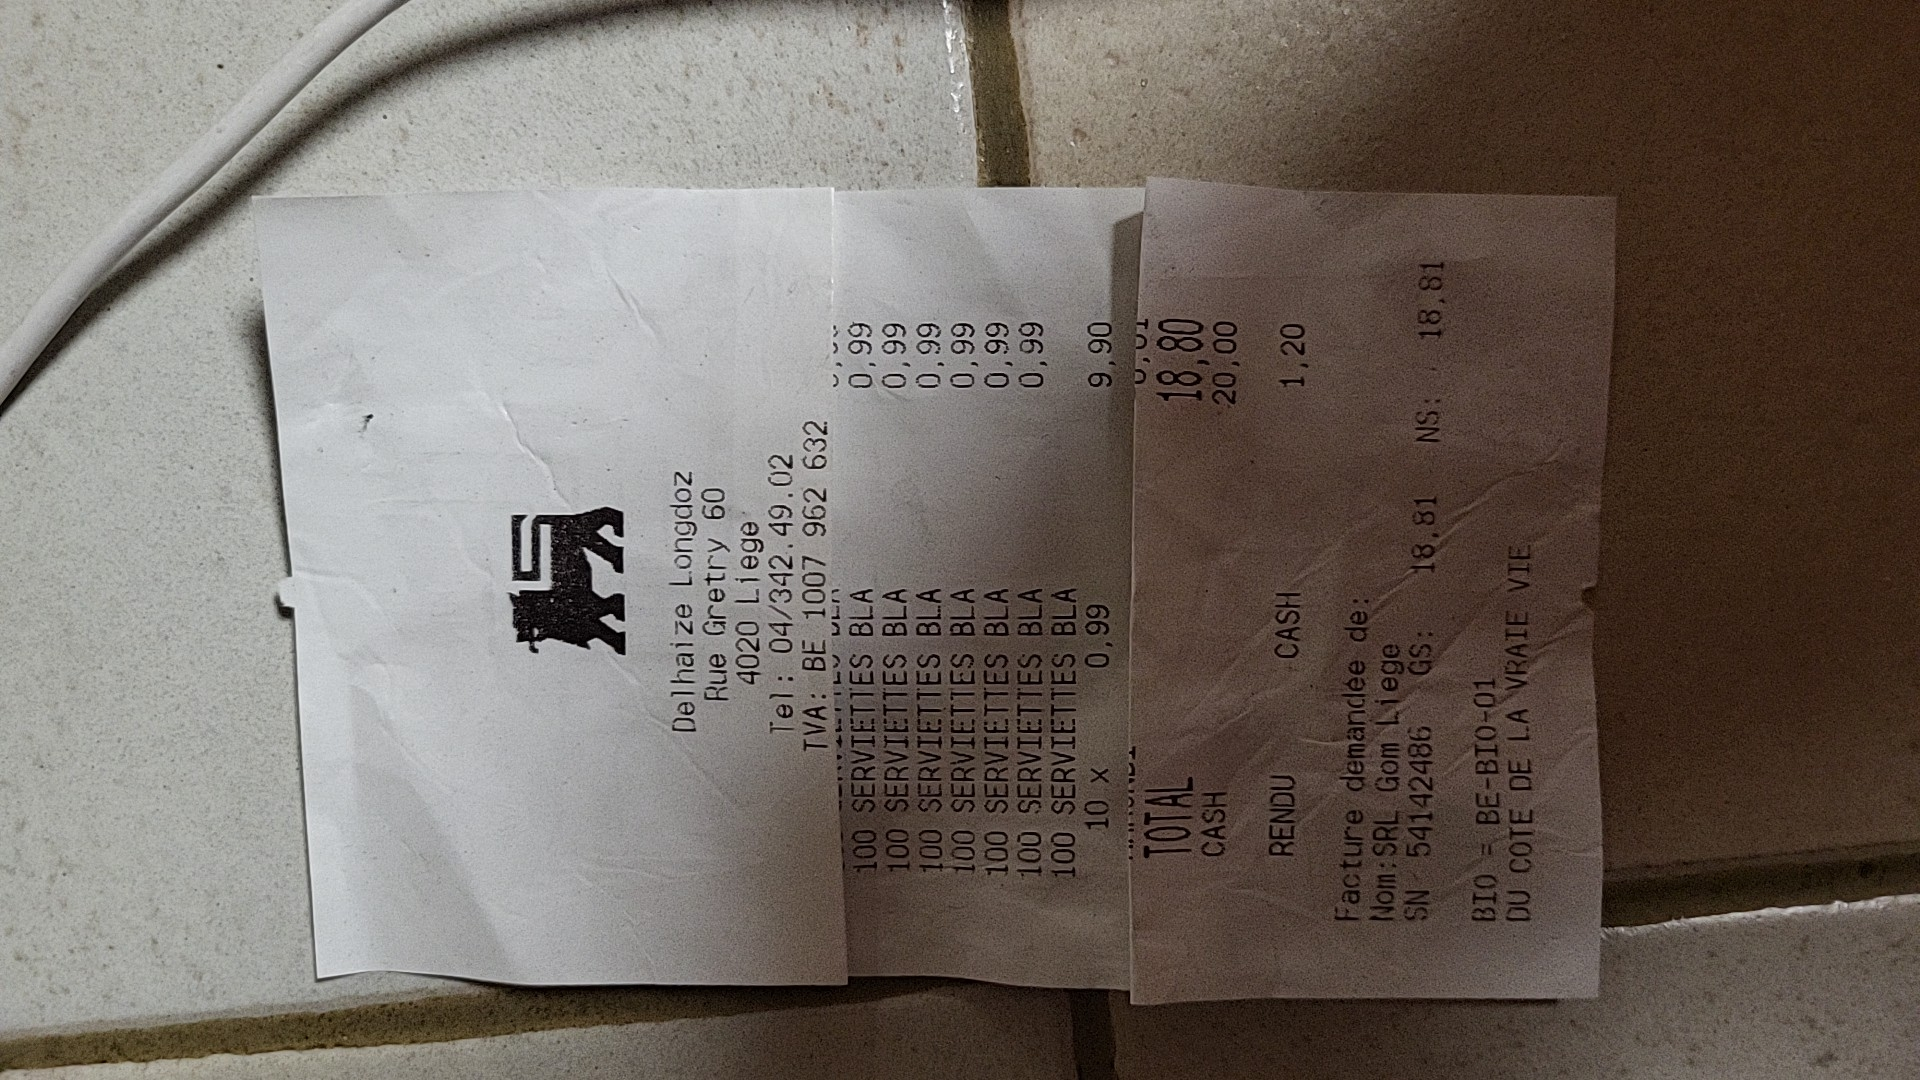 Delhaize Longdoz
Rue Gretry 60
4020 Liege
Tel: 04/342.49.02
TVA: BE 1007 962 632
100 SERVIETTES BLA 0,99
100 SERVIETTES BLA 0,99
100 SERVIETTES BLA 0,99
100 SERVIETTES BLA 0,99
100 SERVIETTES BLA 0,99
100 SERVIETTES BLA 0,99
100 SERVIETTES BLA
10 x 0,99 9,90
TOTAL 18,80
CASH 20,00
RENDU CASH 1,20
Facture demandée de:
Nom:SRL Gom Liege
SN 54142486 GS: 18,81 NS: 18,81
BIO = BE-BIO-01
DU COTE DE LA VRAIE VIE